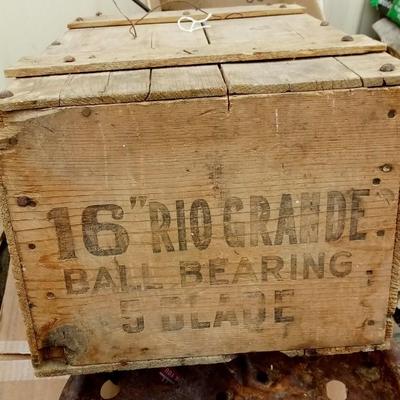 16" RIO GRANDE
BALL BEARING
5 BLADE